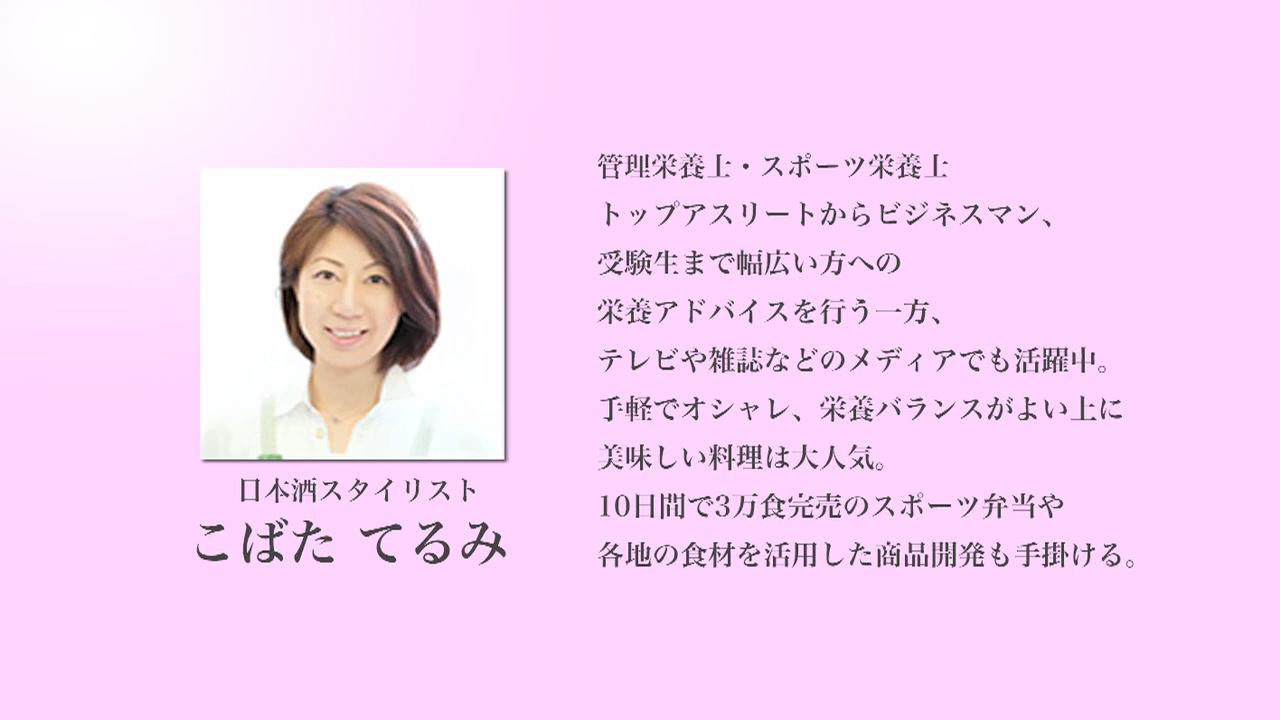 日本酒スタイリスト
こばた てるみ
管理栄養士・スポーツ栄養士
トップアスリートからビジネスマン、
受験生まで幅広い方への
栄養アドバイスを行う一方、
テレビや雑誌などのメディアでも活躍中。
手軽でオシャレ、栄養バランスがよい上に
美味しい料理は大人気。
10日間で3万食完売のスポーツ弁当や
各地の食材を活用した商品開発も手掛ける。